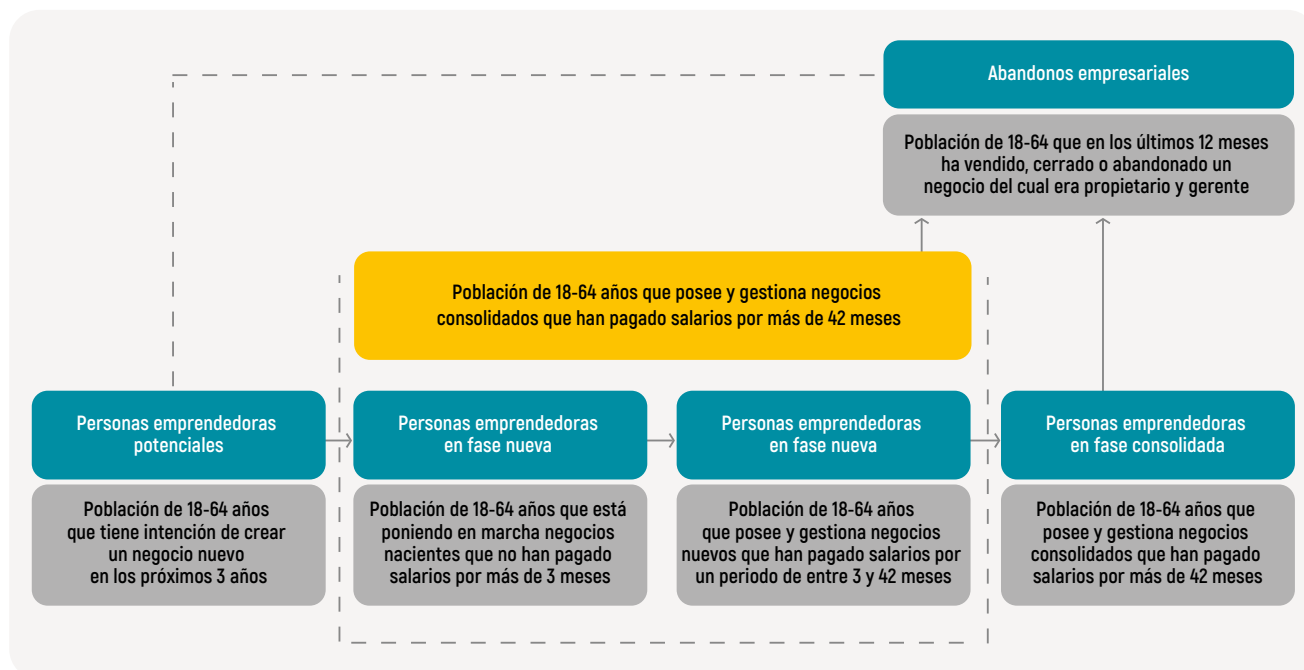 Abandonos empresariales
Población de 18-64 que en los últimos 12 meses
ha vendido, cerrado o abandonado un
negocio del cual era propietario y gerente
Población de 18-64 años que posee y gestiona negocios
consolidados que han pagado salarios por más de 42 meses
Personas emprendedoras
potenciales
Población de 18-64 años
que tiene intención de crear
un negocio nuevo
en los próximos 3 años
Personas emprendedoras
en fase nueva
Población de 18-64 años que está
poniendo en marcha negocios
nacientes que no han pagado
salarios por más de 3 meses
Personas emprendedoras
en fase nueva
Población de 18-64 años
que posee y gestiona negocios
nuevos que han pagado salarios por
un periodo de entre 3 y 42 meses
Personas emprendedoras
en fase consolidada
Población de 18-64 años que
posee y gestiona negocios
consolidados que han pagado
salarios por más de 42 meses